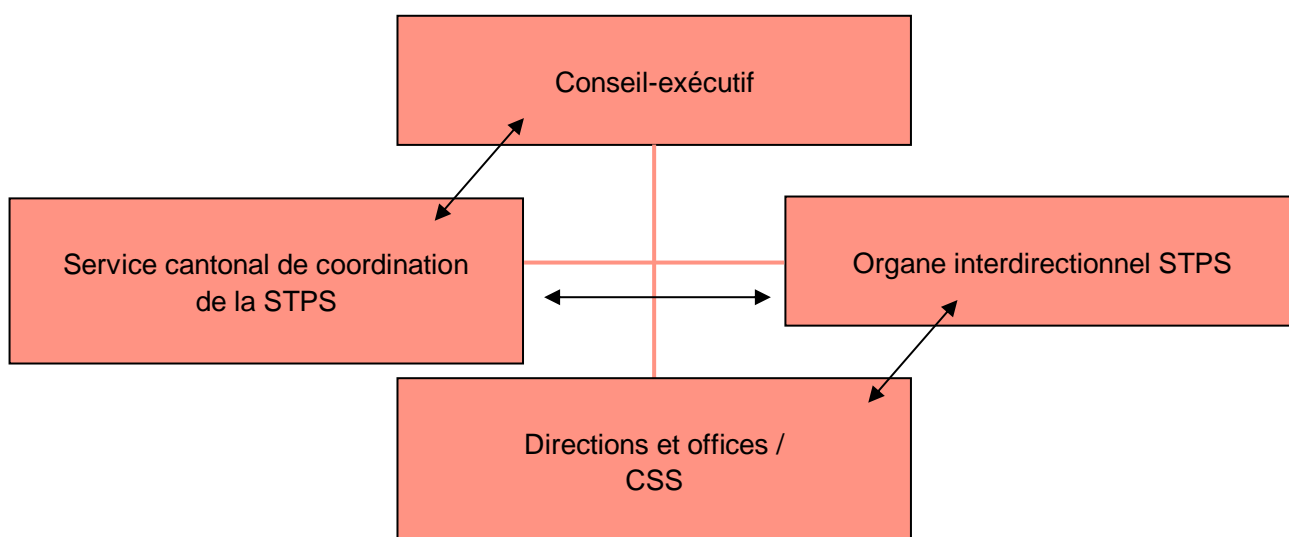 Conseil-exécutif
Service cantonal de coordination
de la STPS
Organe interdirectionnel STPS
Directions et offices /
CSS